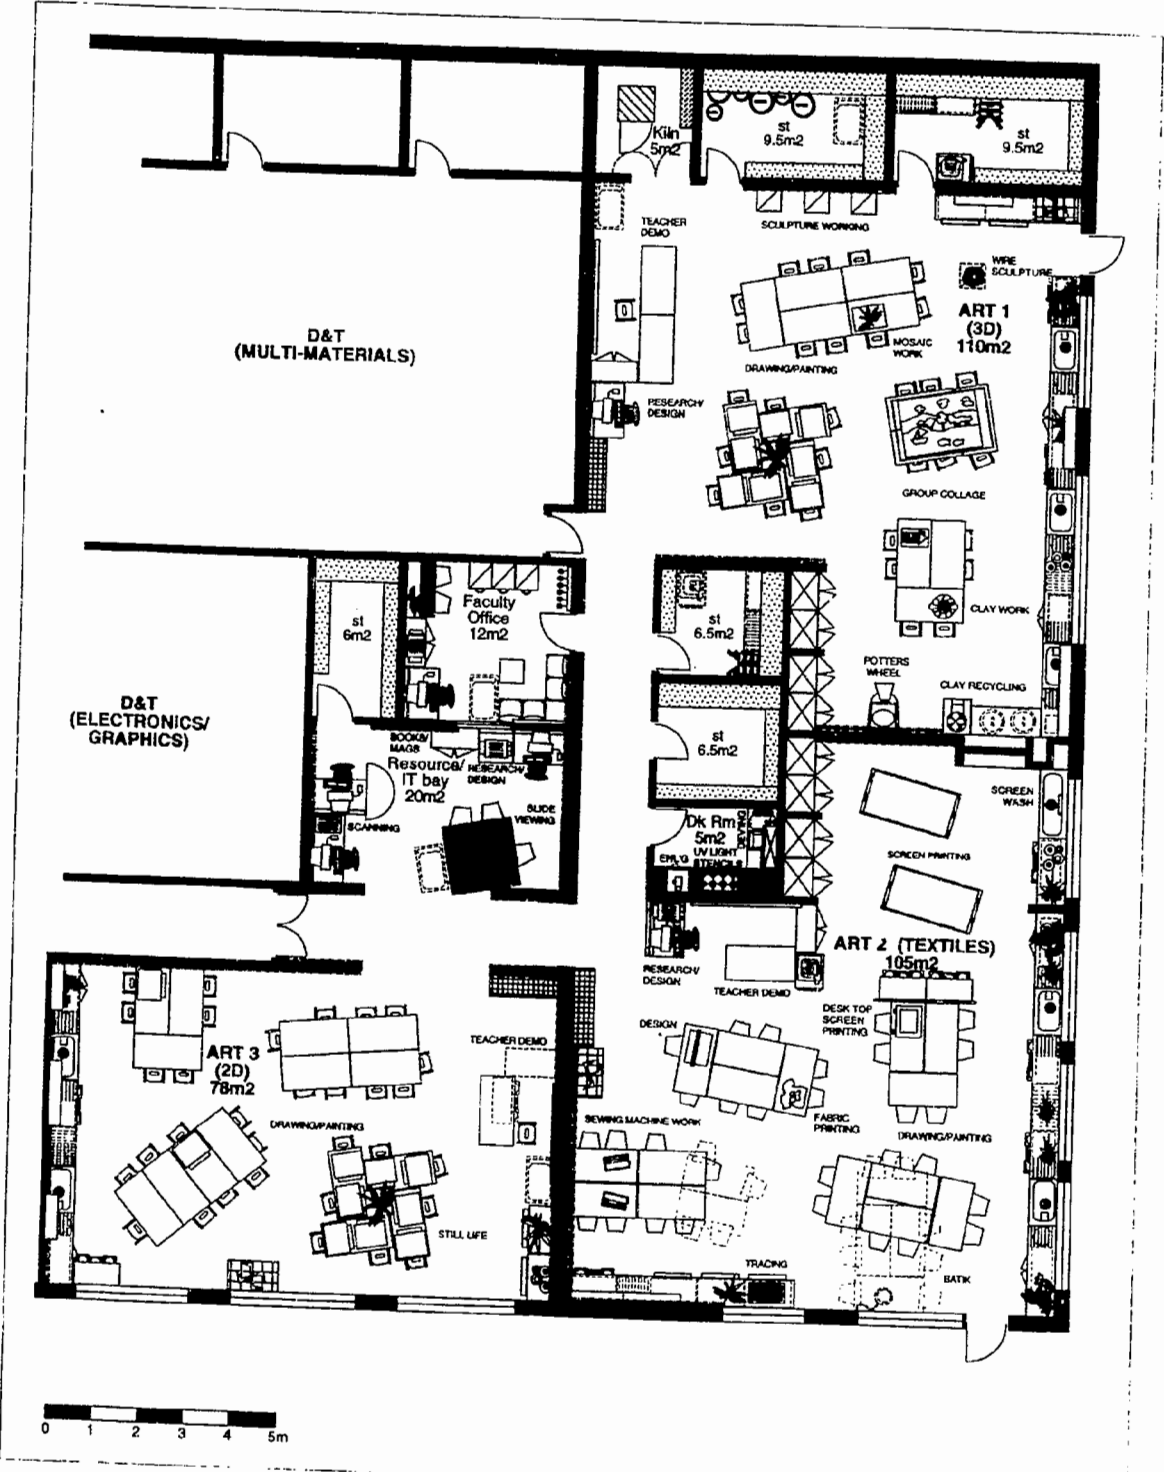 Kiln
5m2
st
9.5m2
st
9.5m2
TEACHER
DEMO
SCULPTURE WORKING
WIRE
SCULPTURE
ART 1
(3D)
110m2
D&T
(MULTI-MATERIALS)
MOSAIC
WORK
DRAWING/PAINTING
RESEARCH/
DESIGN
GROUP COLLAGE
Faculty
Office
12m2
st
6m2
st
6.5m2
CLAY WORK
POTTERS
WHEEL
CLAY RECYCLING
D&T
(ELECTRONICS/
GRAPHICS)
BOOKS/
MAGS
Resource/
IT bay
20m2
RESEARCH/
DESIGN
st
6.5m2
SCANNING
SLIDE
VIEWING
SCREEN
WASH
Dk Rm
5m2
UV LIGHT
STENCILS
ENL'G
SCREEN PRINTING
ART 2 (TEXTILES)
105m2
RESEARCH/
DESIGN
TEACHER DEMO
DESK TOP
SCREEN
PRINTING
DESIGN
ART 3
(2D)
78m2
TEACHER DEMO
DRAWING/PAINTING
SEWING MACHINE WORK
FABRIC
PRINTING
DRAWING/PAINTING
STILL LIFE
TRACING
BATIK
0 1 2 3 4 5m